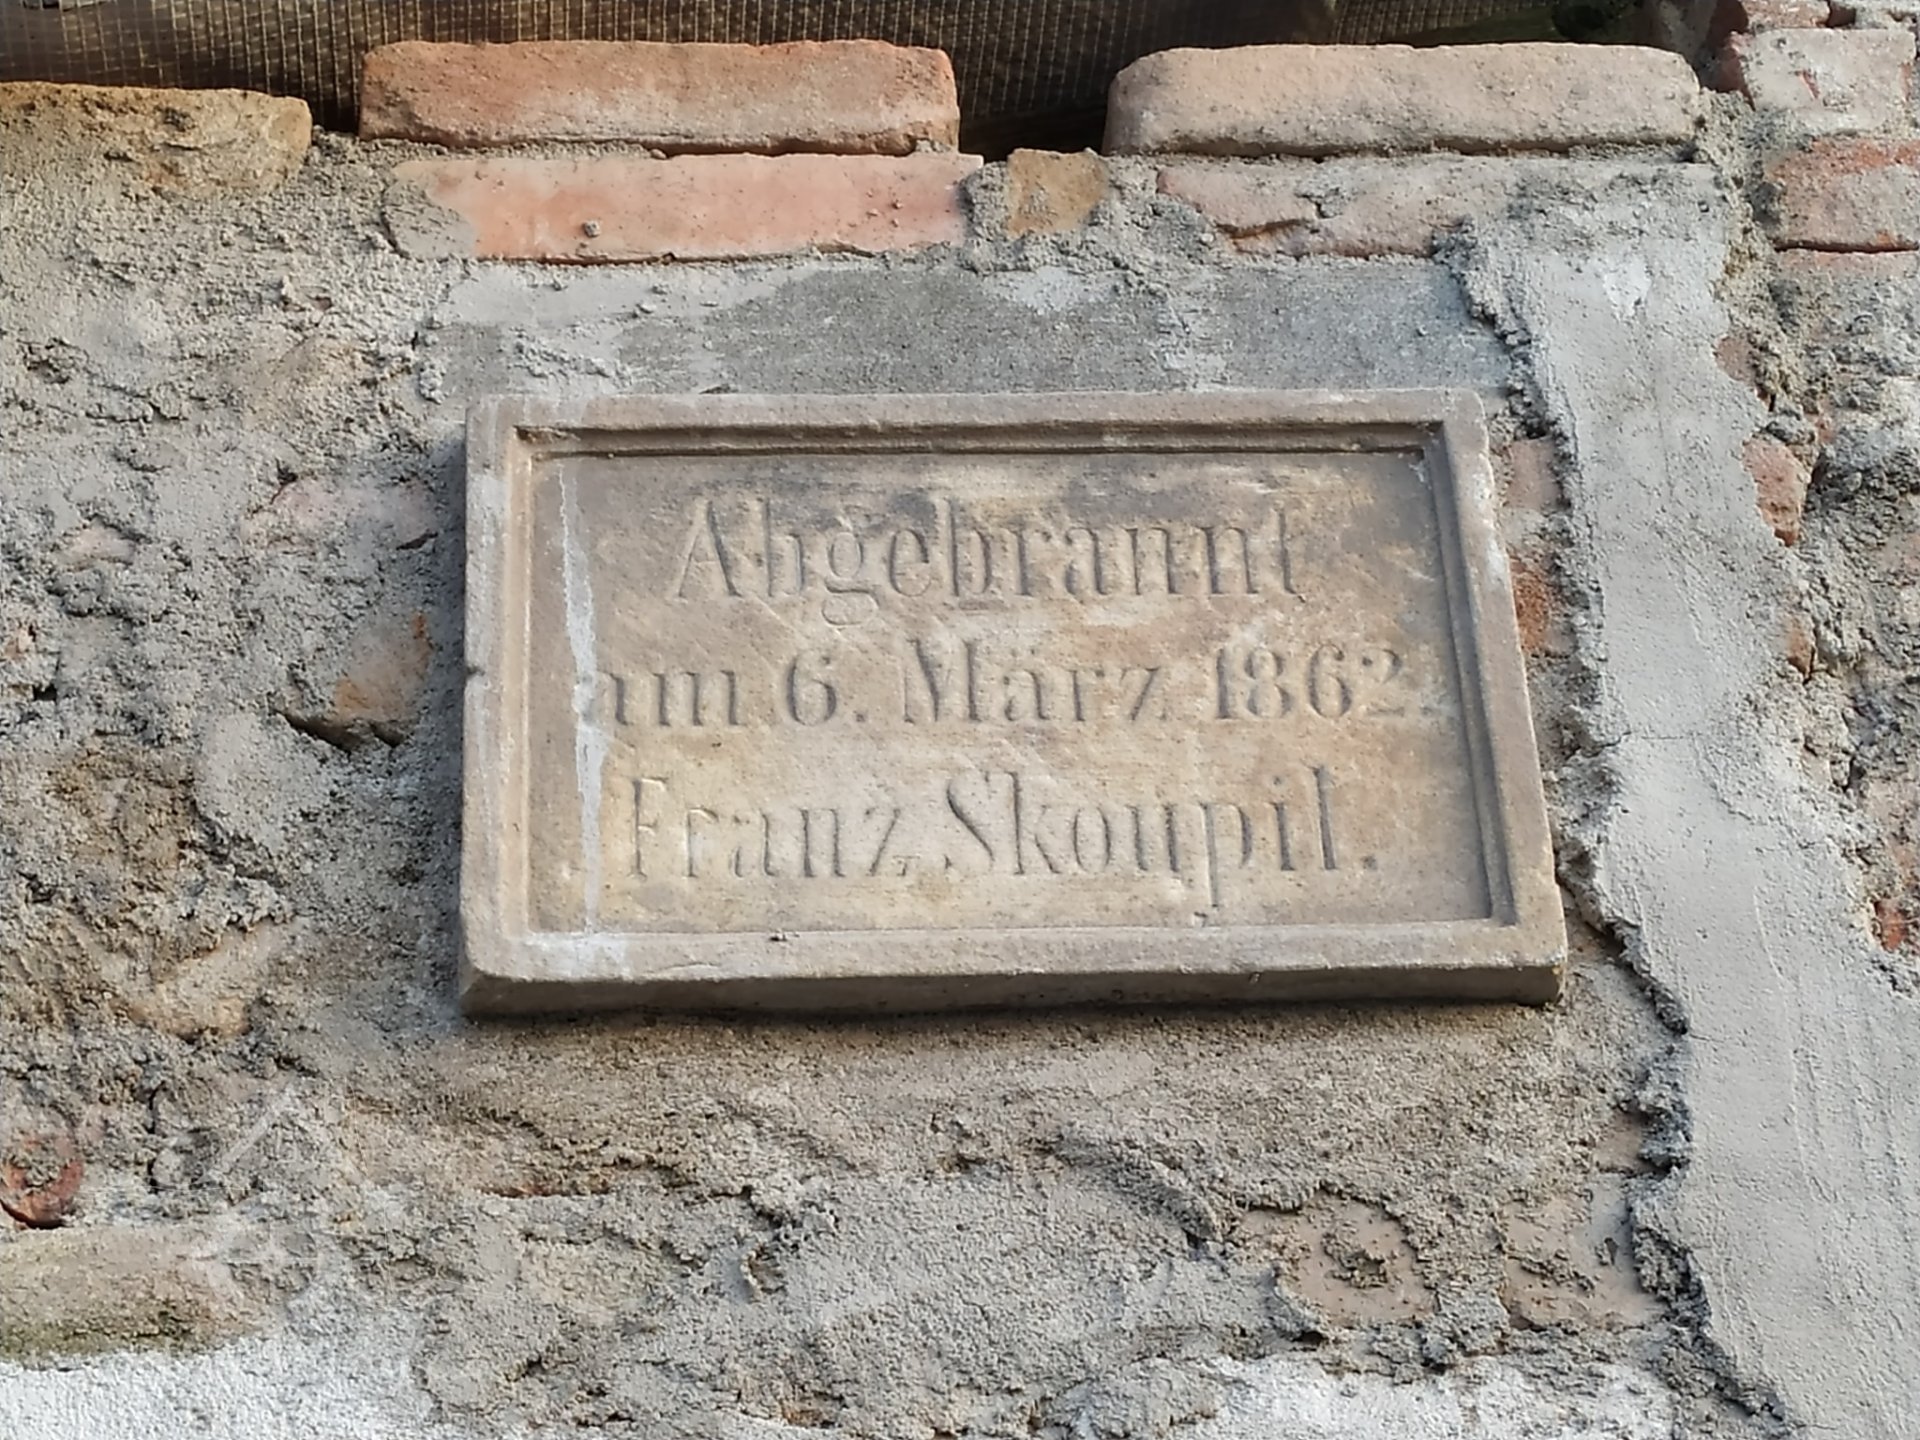 Abgebrannt
am 6. März 1862.
Franz Skoupil.